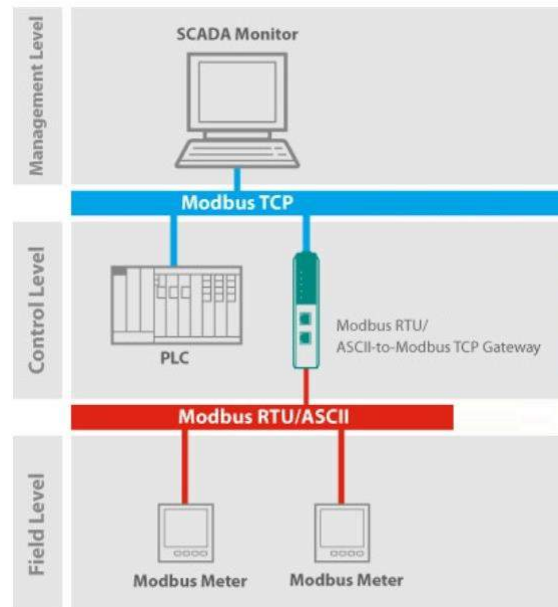 Management Level
SCADA Monitor
Modbus TCP
Control Level
PLC
Modbus RTU/
ASCII-to-Modbus TCP Gateway
Modbus RTU/ASCII
Field Level
Modbus Meter
Modbus Meter